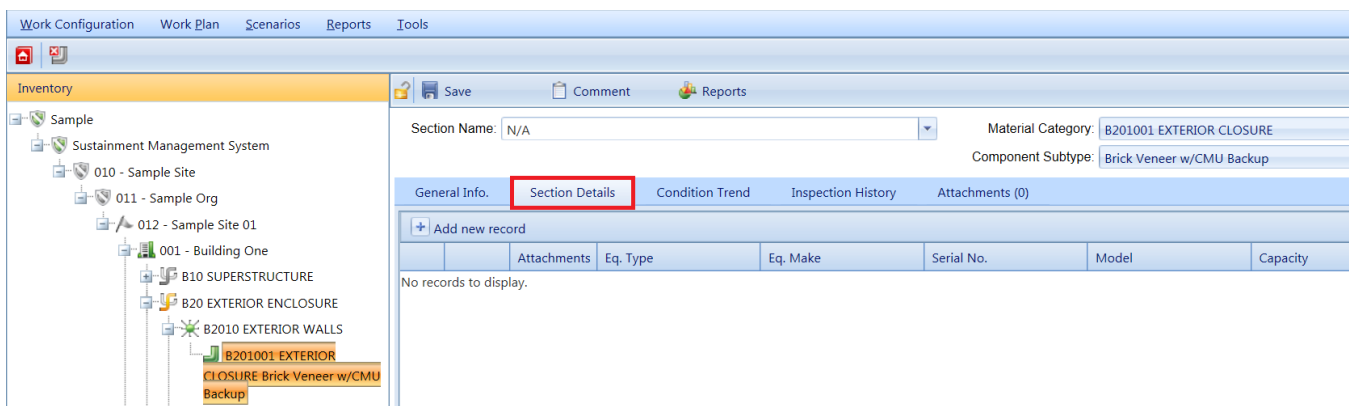 Work Configuration Work Plan Scenarios Reports Tools
Inventory
Sample
Sustainment Management System
010 - Sample Site
011 - Sample Org
012 - Sample Site 01
001 - Building One
B10 SUPERSTRUCTURE
B20 EXTERIOR ENCLOSURE
B2010 EXTERIOR WALLS
B201001 EXTERIOR
CLOSURE Brick Veneer w/CMU
Backup
Save Comment Reports
Section Name: N/A Material Category: B201001 EXTERIOR CLOSURE
Component Subtype: Brick Veneer w/CMU Backup
General Info. Section Details Condition Trend Inspection History Attachments (0)
Add new record
Attachments Eq. Type Eq. Make Serial No. Model Capacity
No records to display.